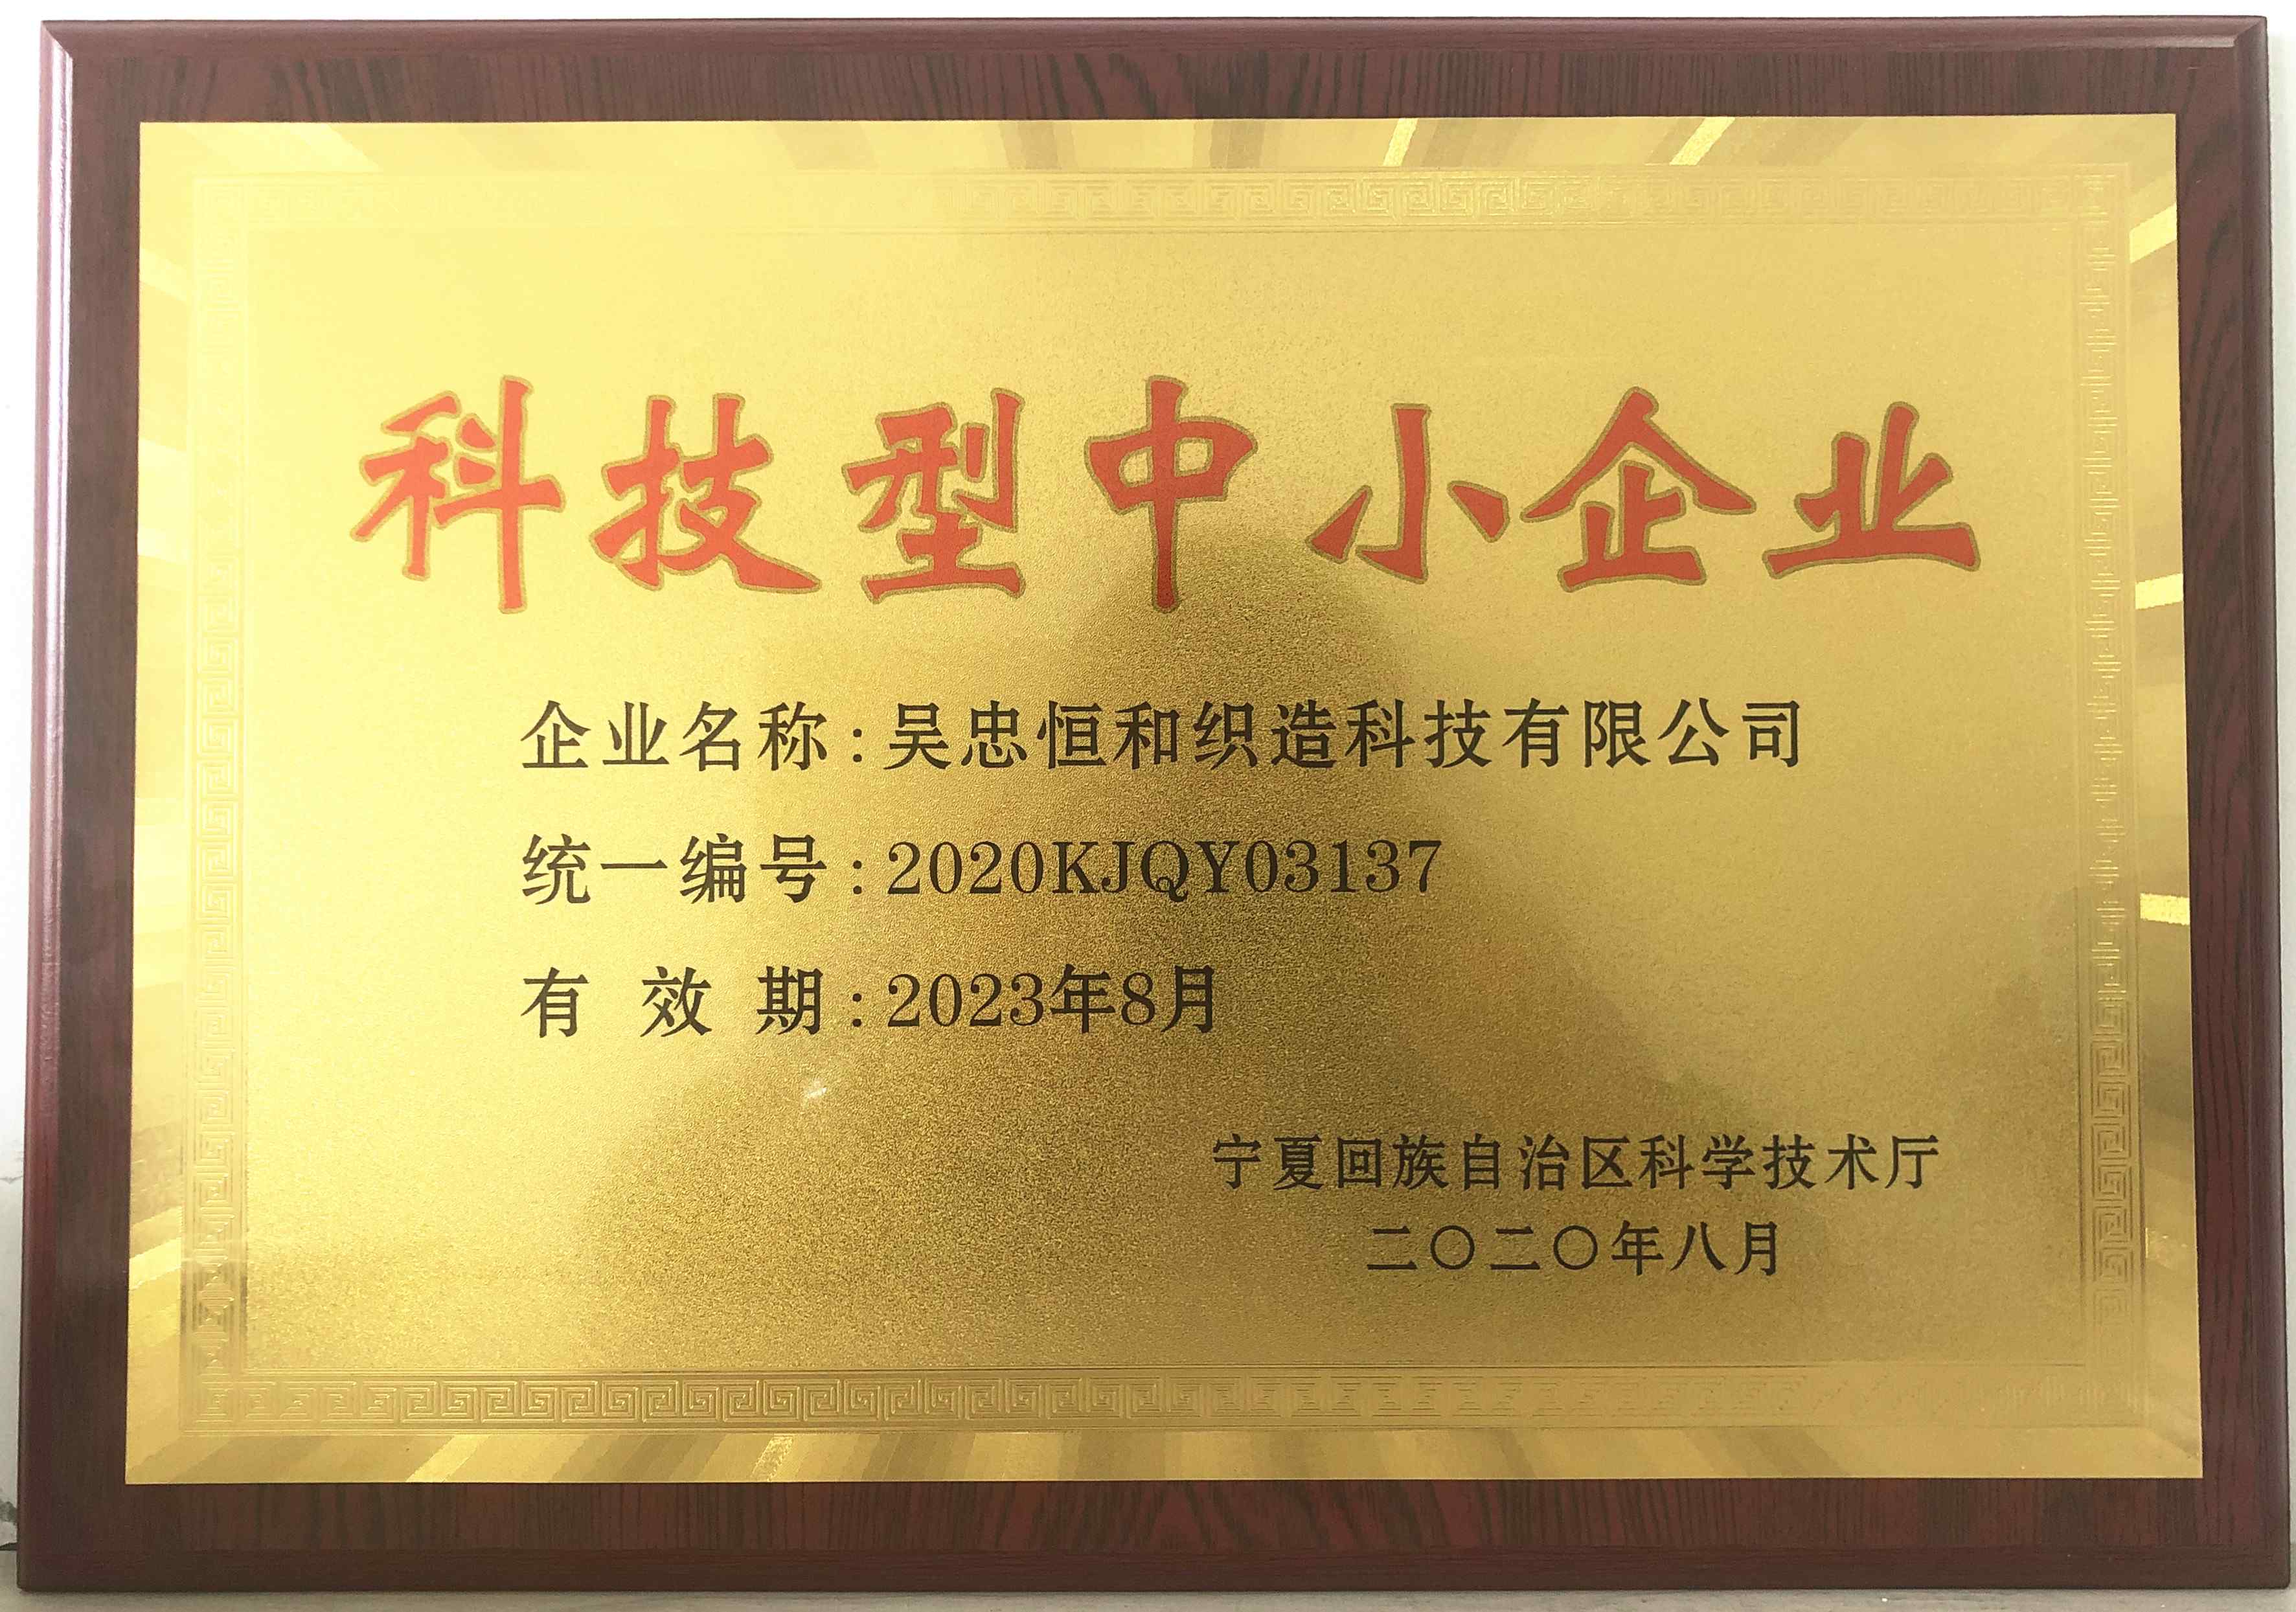 科技型中小企业
企业名称:吴忠恒和织造科技有限公司
统一编号:2020KJQY03137
有效期:2023年8月
宁夏回族自治区科学技术厅
二〇二〇年八月